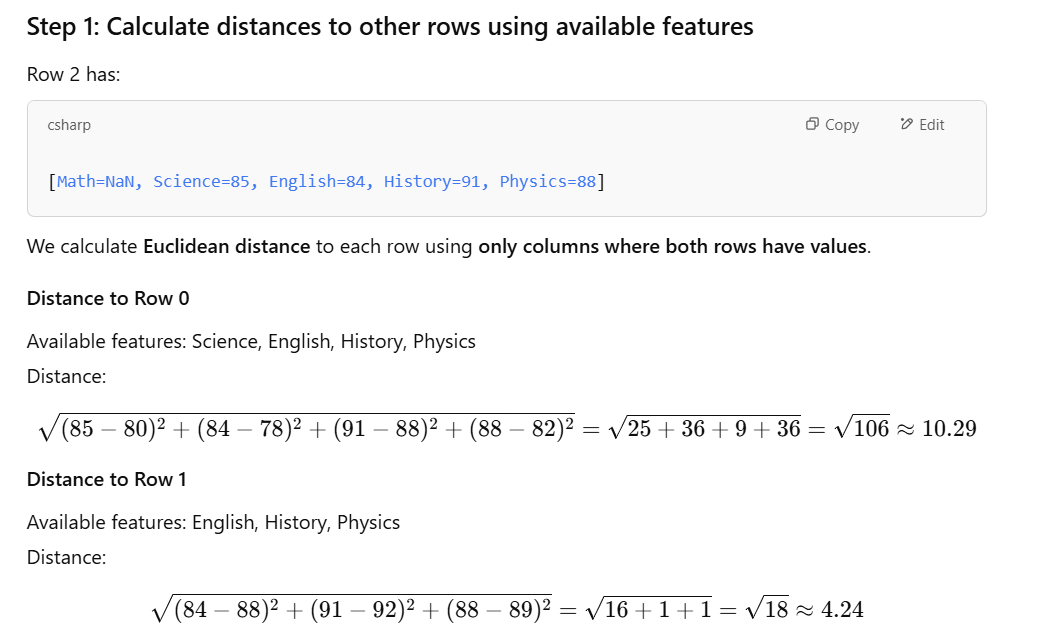 Step 1: Calculate distances to other rows using available features
Row 2 has:
csharp Copy Edit
[Math=NaN, Science=85, English=84, History=91, Physics=88]
We calculate Euclidean distance to each row using only columns where both rows have values.
Distance to Row 0
Available features: Science, English, History, Physics
Distance:
√(85 − 80)² + (84 − 78)² + (91 − 88)² + (88 − 82)² = √25 + 36 + 9 + 36 = √106 ≈ 10.29
Distance to Row 1
Available features: English, History, Physics
Distance:
√(84 − 88)² + (91 − 92)² + (88 − 89)² = √16 + 1 + 1 = √18 ≈ 4.24